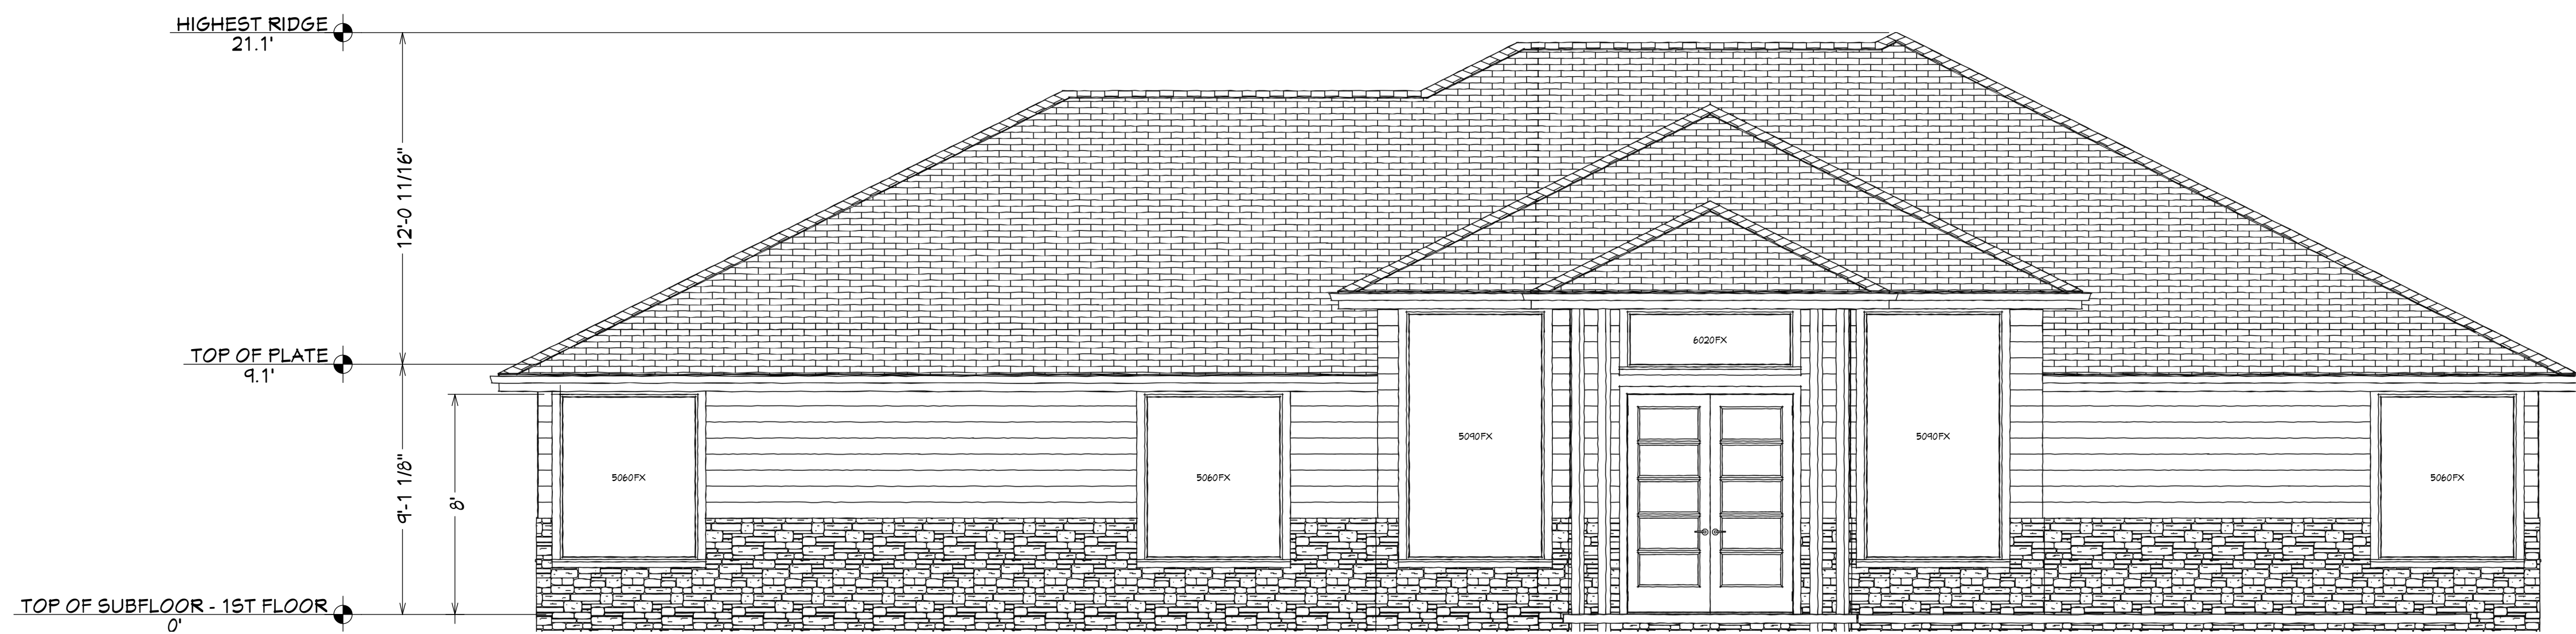 HIGHEST RIDGE
21.1'
12'-0 11/16"
TOP OF PLATE
9.1'
9'-1 1/8"
8'
TOP OF SUBFLOOR - 1ST FLOOR
0'
6020FX
5090FX
5090FX
5060FX
5060FX
5060FX